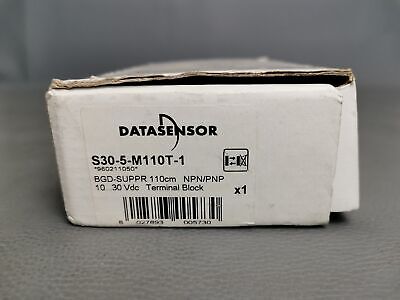 DATASENSOR
S30-5-M110T-1
*960211050*
BGD-SUPPR. 110cm NPN/PNP
10...30 Vdc Terminal Block x1
8 027893 005730